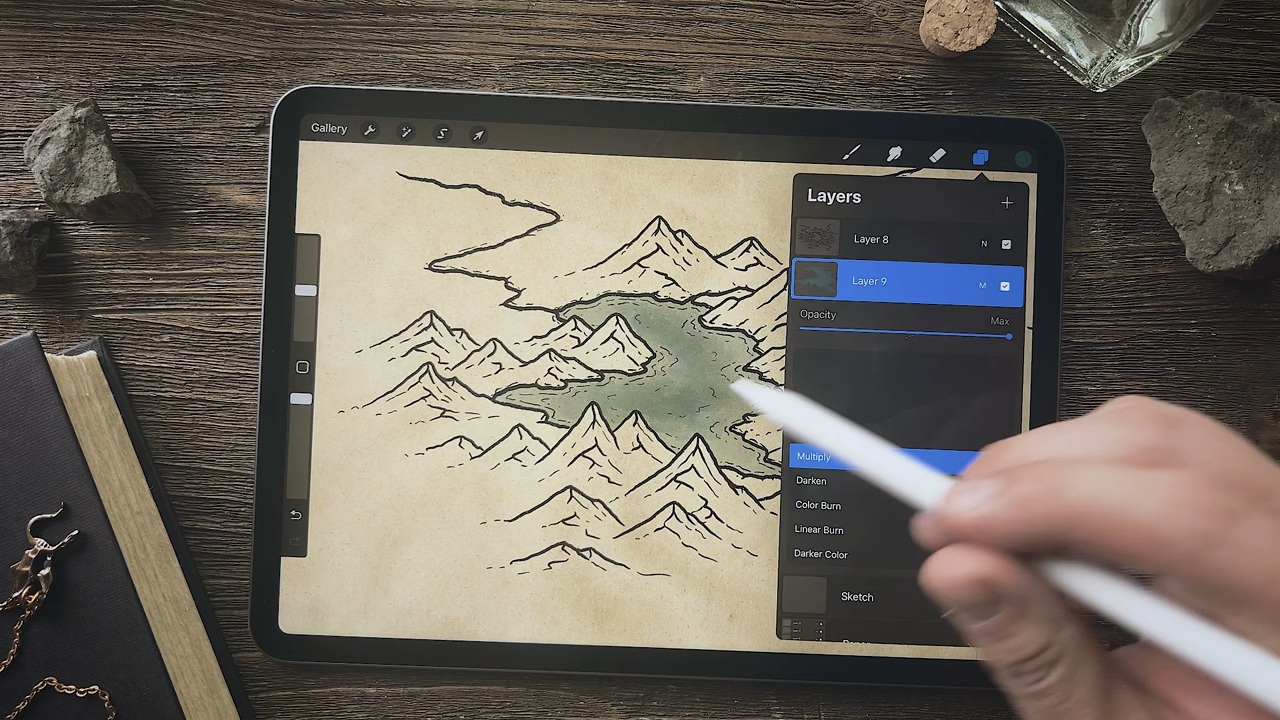 Gallery
Layers
Layer 8 N
Layer 9 M
Opacity Max
Multiply
Darken
Color Burn
Linear Burn
Darker Color
Sketch